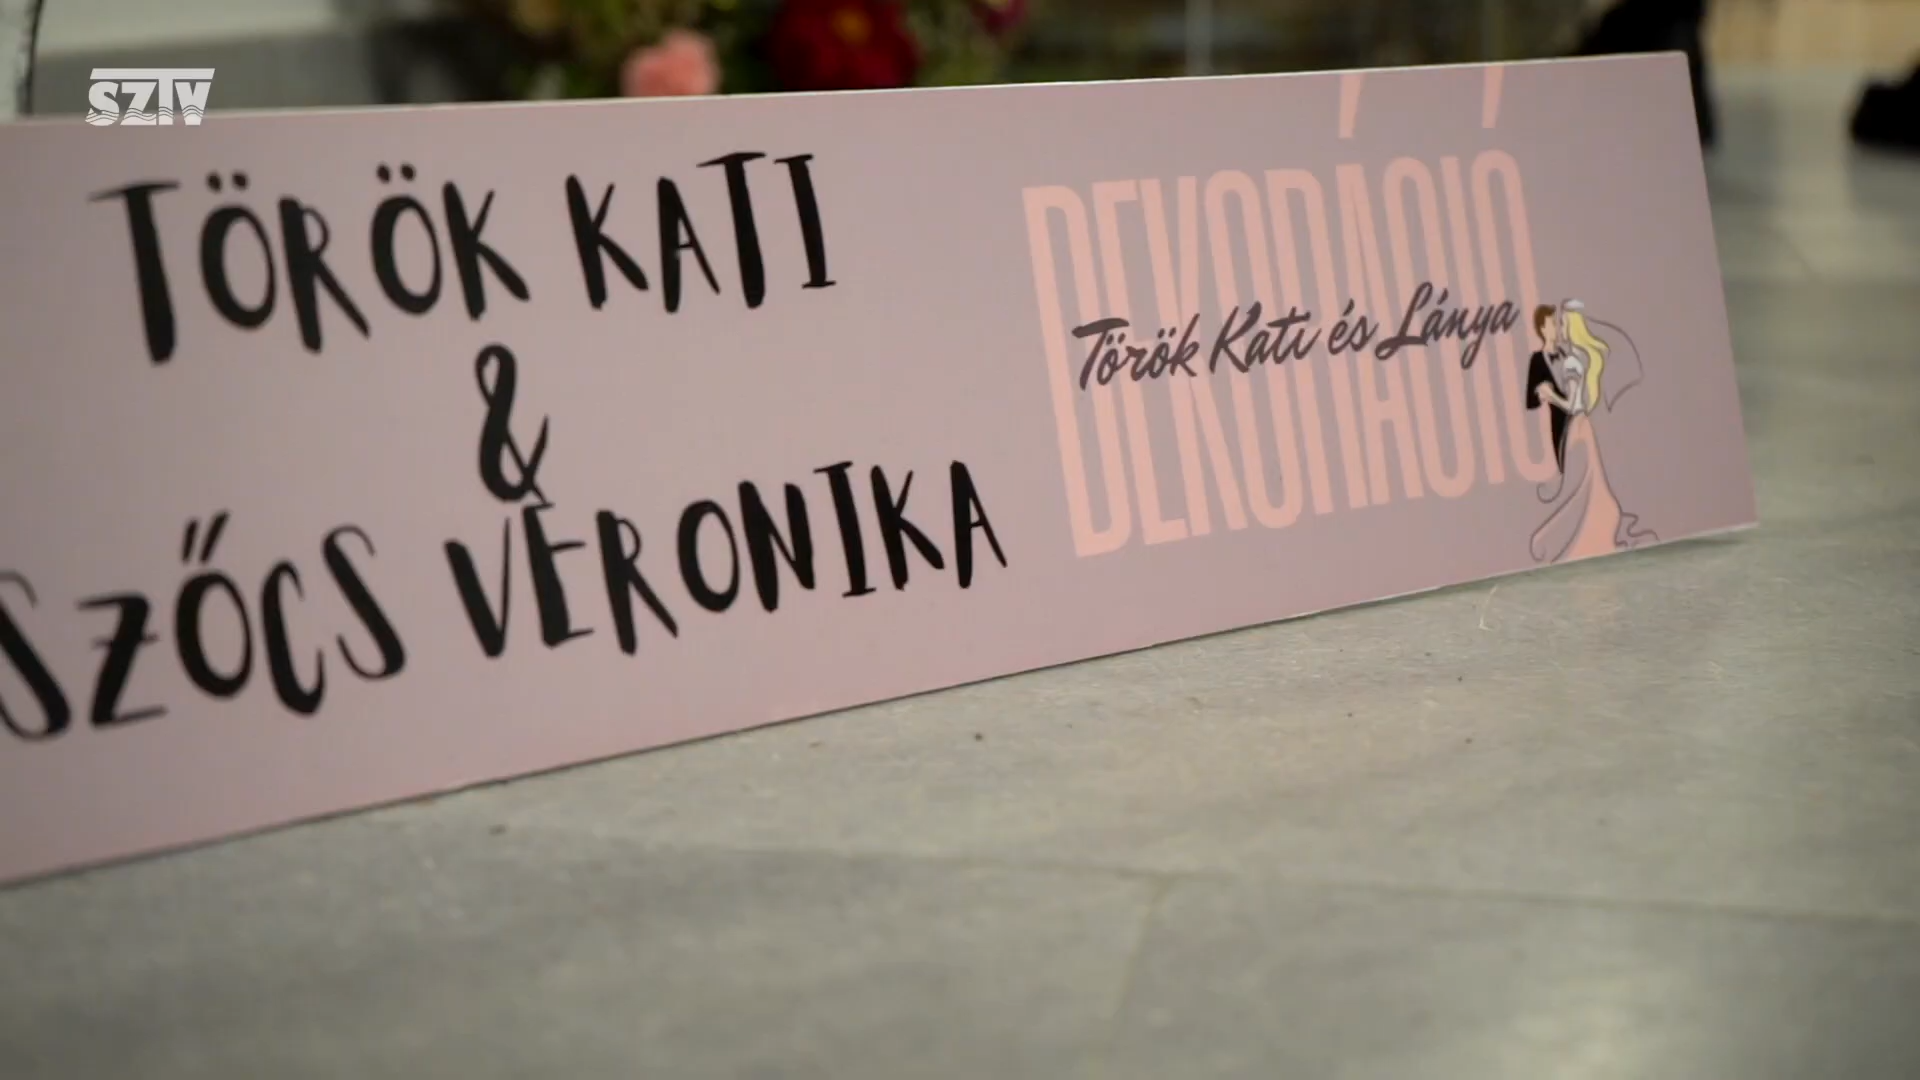 SZTV
TÖRÖK KATI
&
SZŐCS VERONIKA
DEKORÁCIÓ
Török Kati és Lánya